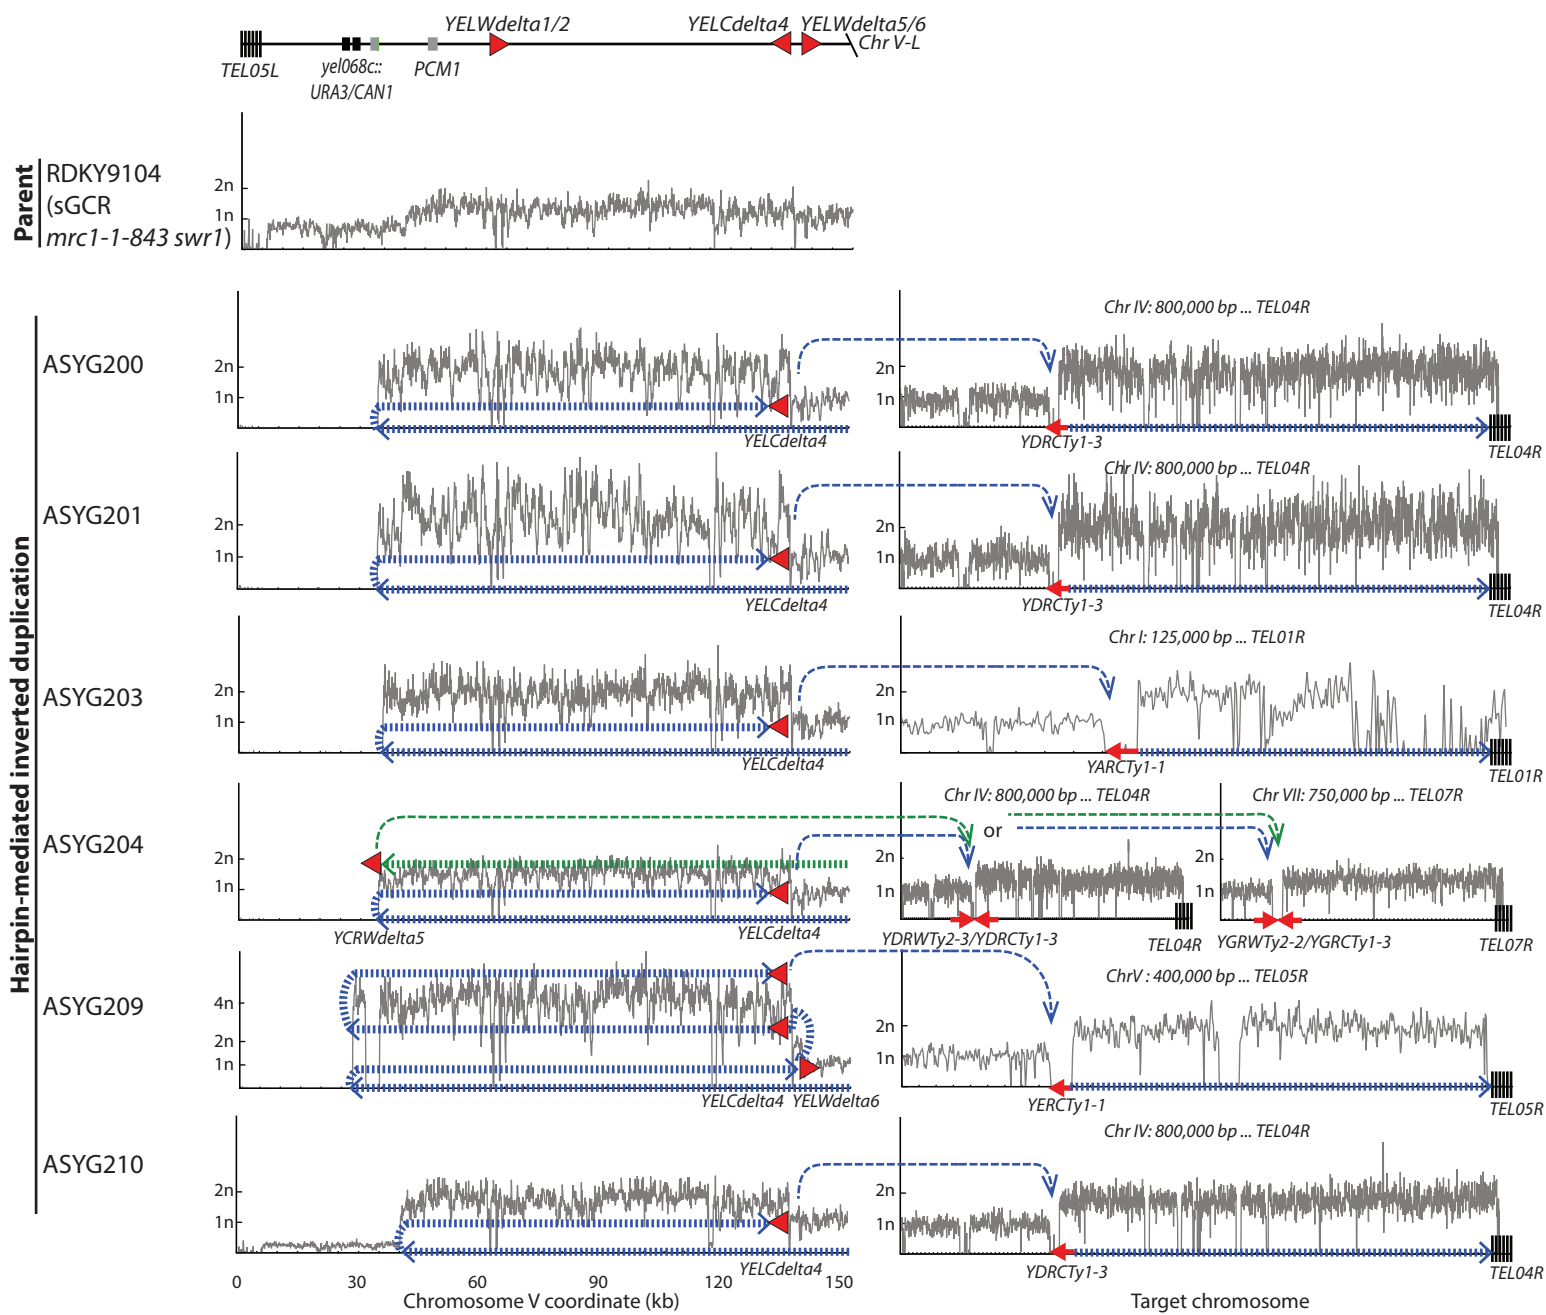 YELWdelta1/2
YELCdelta4
YELWdelta5/6
Chr V-L
TEL05L
yel068c::
URA3/CAN1
PCM1
Parent
RDKY9104
(sGCR
mrc1-1-843 swr1)
2n
1n
Hairpin-mediated inverted duplication
ASYG200
2n
1n
YELCdelta4
Chr IV: 800,000 bp ... TEL04R
2n
1n
YDRCTy1-3
TEL04R
ASYG201
2n
1n
YELCdelta4
Chr IV: 800,000 bp ... TEL04R
2n
1n
YDRCTy1-3
TEL04R
ASYG203
2n
1n
YELCdelta4
Chr I: 125,000 bp ... TEL01R
2n
1n
YARCTy1-1
TEL01R
ASYG204
2n
1n
YCRWdelta5
YELCdelta4
Chr IV: 800,000 bp ... TEL04R
or
2n
1n
YDRWTy2-3/YDRCTy1-3
TEL04R
Chr VII: 750,000 bp ... TEL07R
2n
1n
YGRWTy2-2/YGRCTy1-3
TEL07R
ASYG209
4n
2n
1n
YELCdelta4
YELWdelta6
ChrV : 400,000 bp ... TEL05R
2n
1n
YERCTy1-1
TEL05R
ASYG210
2n
1n
YELCdelta4
Chr IV: 800,000 bp ... TEL04R
2n
1n
YDRCTy1-3
TEL04R
0 30 60 90 120 150
Chromosome V coordinate (kb)
Target chromosome